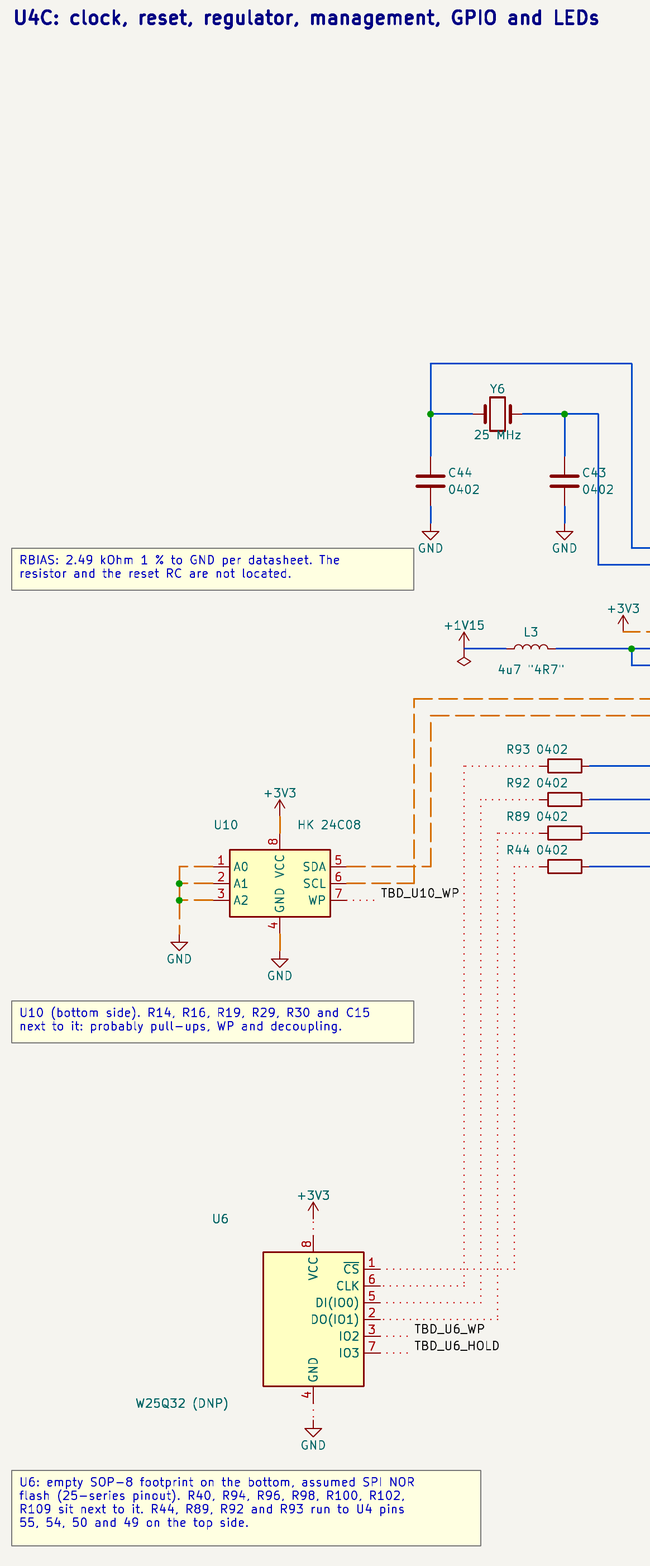 U4C: clock, reset, regulator, management, GPIO and LEDs
Y6
25 MHz
C44
0402
C43
0402
GND
GND
RBIAS: 2.49 kOhm 1 % to GND per datasheet. The
resistor and the reset RC are not located.
+3V3
+1V15
L3
4u7 "4R7"
R93 0402
R92 0402
R89 0402
R44 0402
+3V3
U10
HK 24C08
8
VCC
1 A0
2 A1
3 A2
SDA 5
SCL 6
WP 7
TBD_U10_WP
GND
4
GND
GND
U10 (bottom side). R14, R16, R19, R29, R30 and C15
next to it: probably pull-ups, WP and decoupling.
+3V3
U6
8
VCC
CS 1
CLK 6
DI(IO0) 5
DO(IO1) 2
IO2 3
TBD_U6_WP
IO3 7
TBD_U6_HOLD
GND
4
W25Q32 (DNP)
GND
U6: empty SOP-8 footprint on the bottom, assumed SPI NOR
flash (25-series pinout). R40, R94, R96, R98, R100, R102,
R109 sit next to it. R44, R89, R92 and R93 run to U4 pins
55, 54, 50 and 49 on the top side.